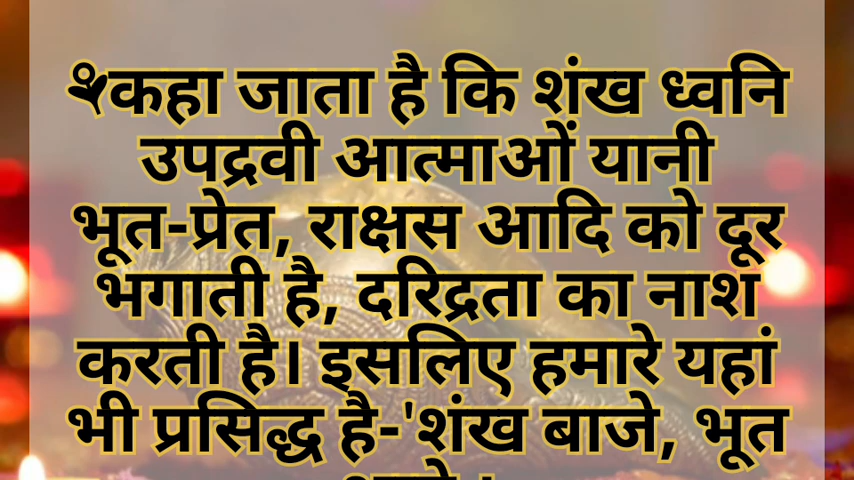 कहा जाता है कि शंख ध्वनि
उपद्रवी आत्माओं यानी
भूत-प्रेत, राक्षस आदि को दूर
भगाती है, दरिद्रता का नाश
करती है। इसलिए हमारे यहां
भी प्रसिद्ध है-'शंख बाजे, भूत